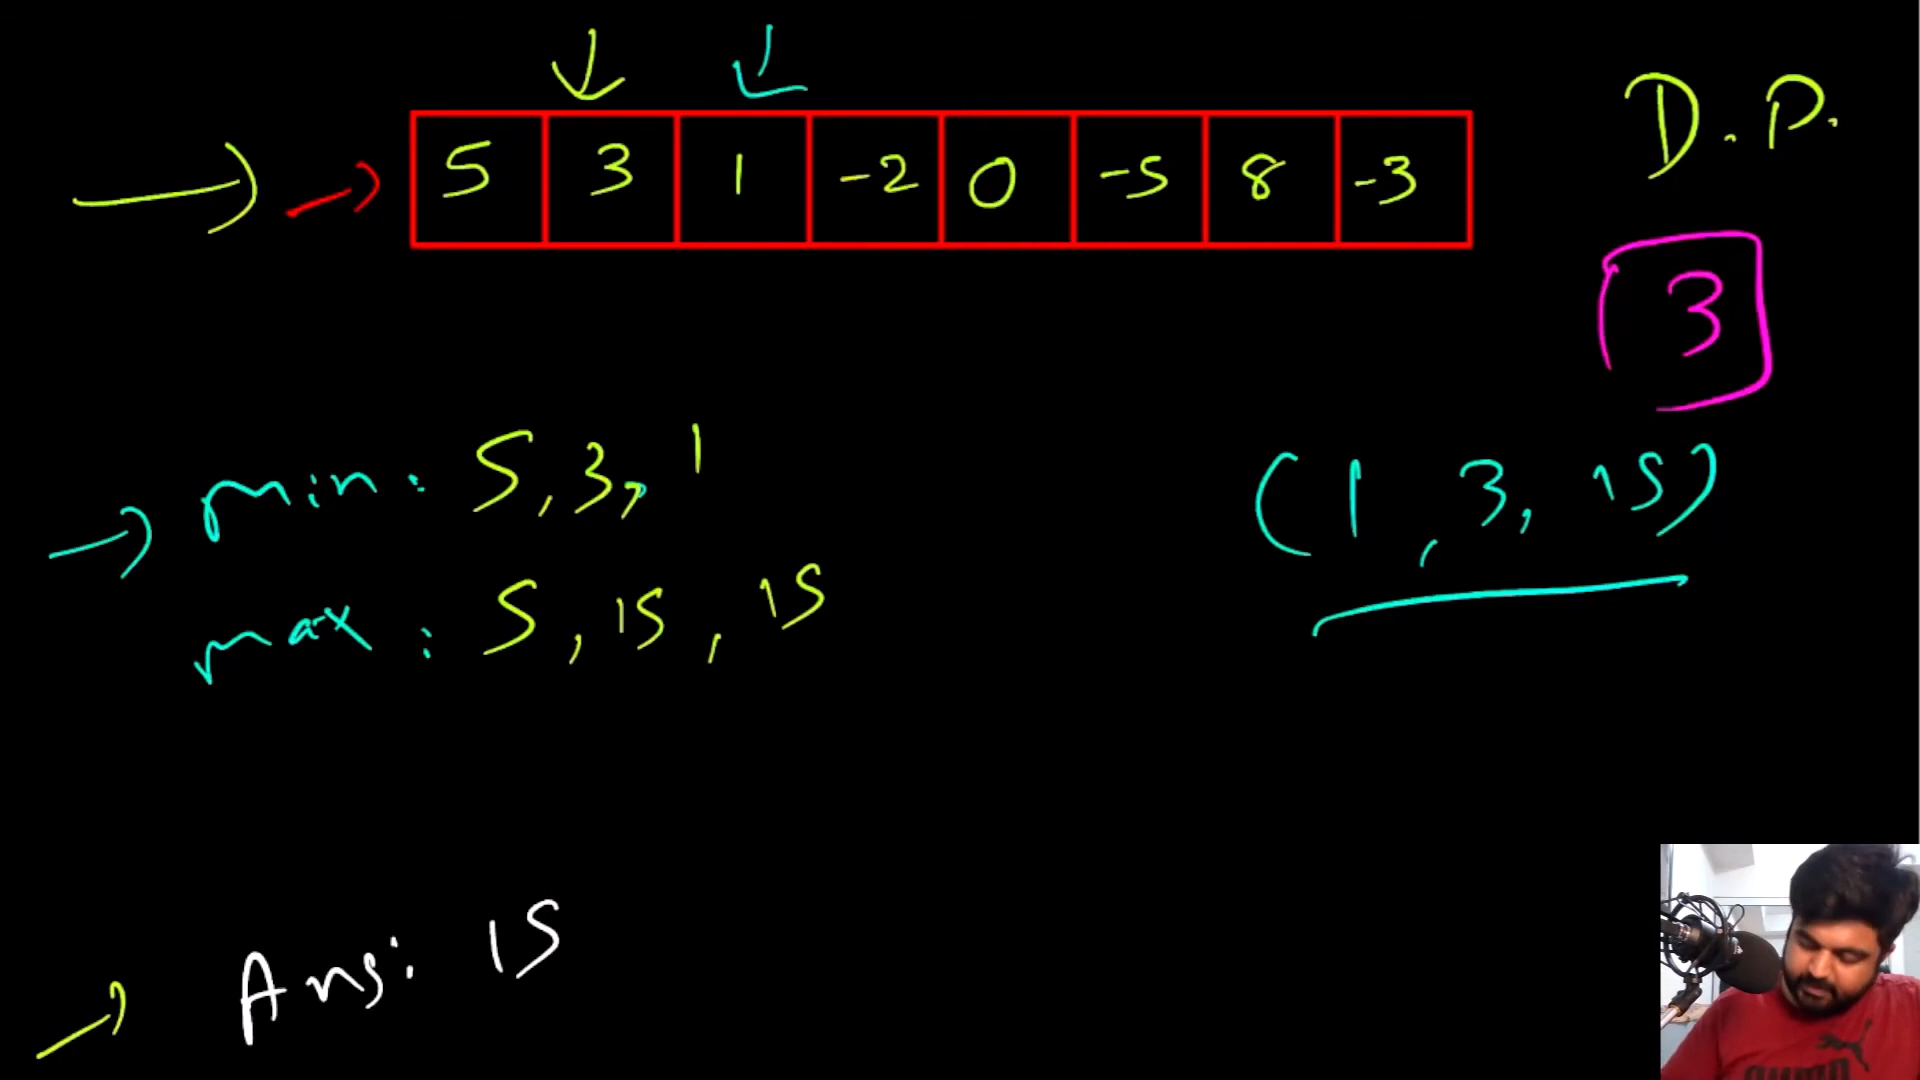 5 3 1 -2 0 -5 8 -3
D.P.
3
min: 5, 3, 1
(1, 3, 15)
max: 5, 15, 15
Ans: 15
PUMA